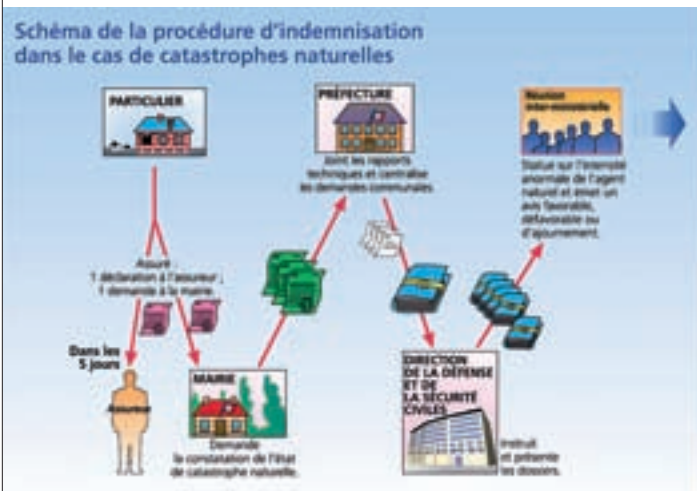 Schéma de la procédure d'indemnisation
dans le cas de catastrophes naturelles
PARTICULIER
PRÉFECTURE
Joint les rapports
techniques et centralise
les demandes communales.
Réunion
inter-ministérielle
Statue sur l'intensité
anormale de l'agent
naturel et émet un
avis favorable,
défavorable ou
d'ajournement.
Assuré :
1 déclaration à l'assureur ;
1 demande à la mairie.
Dans les
5 jours
Assureur
MAIRIE
Demande
la constatation de l'état
de catastrophe naturelle.
DIRECTION
DE LA DÉFENSE
ET DE
LA SÉCURITÉ
CIVILES
Instruit
et présente
les dossiers.